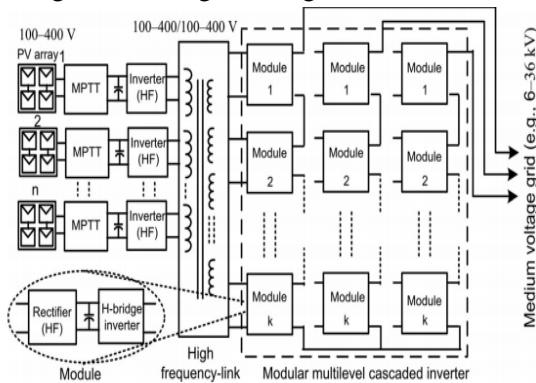 100–400 V
100–400/100–400 V
PV array 1
MPTT
Inverter
(HF)
Module
1
Module
1
Module
1
2
MPTT
Inverter
(HF)
Module
2
Module
2
Module
2
n
MPTT
Inverter
(HF)
Module
k
Module
k
Module
k
Rectifier
(HF)
H-bridge
inverter
Module
High
frequency-link
Modular multilevel cascaded inverter
Medium voltage grid (e.g., 6–36 kV)